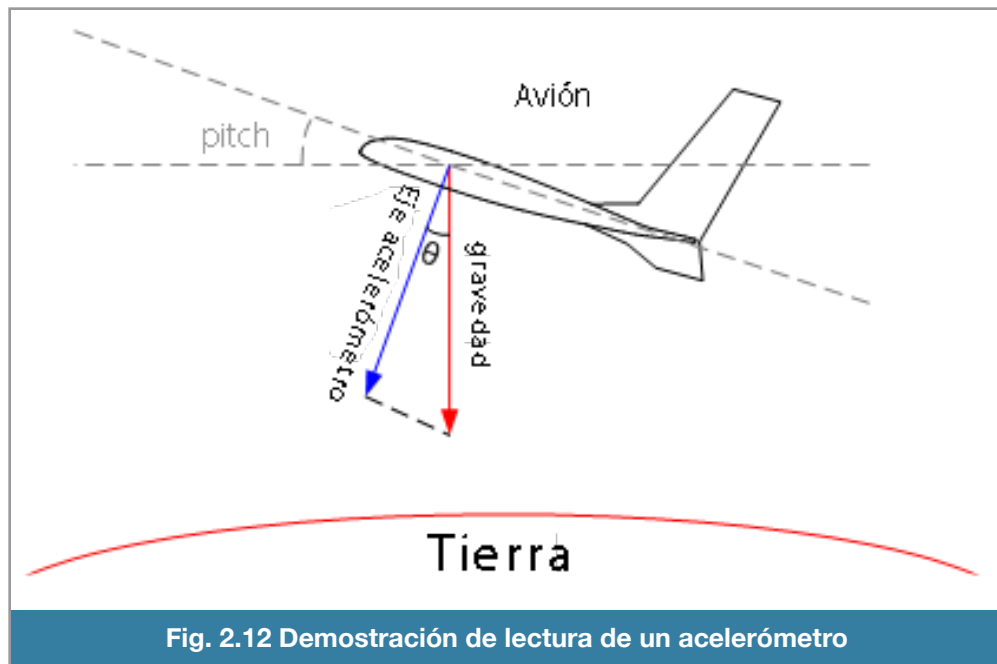 Avión
pitch
Eje acelerómetro
θ
gravedad
Tierra
Fig. 2.12 Demostración de lectura de un acelerómetro